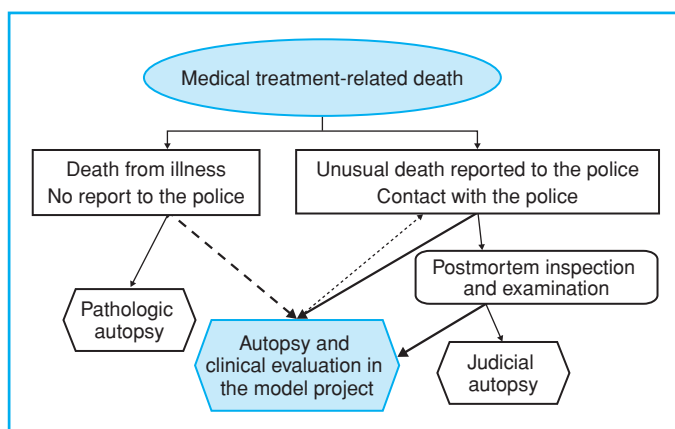 Medical treatment-related death
Death from illness
No report to the police
Unusual death reported to the police
Contact with the police
Postmortem inspection
and examination
Pathologic
autopsy
Autopsy and
clinical evaluation in
the model project
Judicial
autopsy